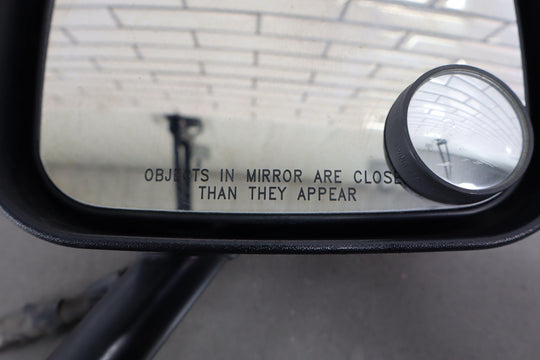 OBJECTS IN MIRROR ARE CLOSE
THAN THEY APPEAR